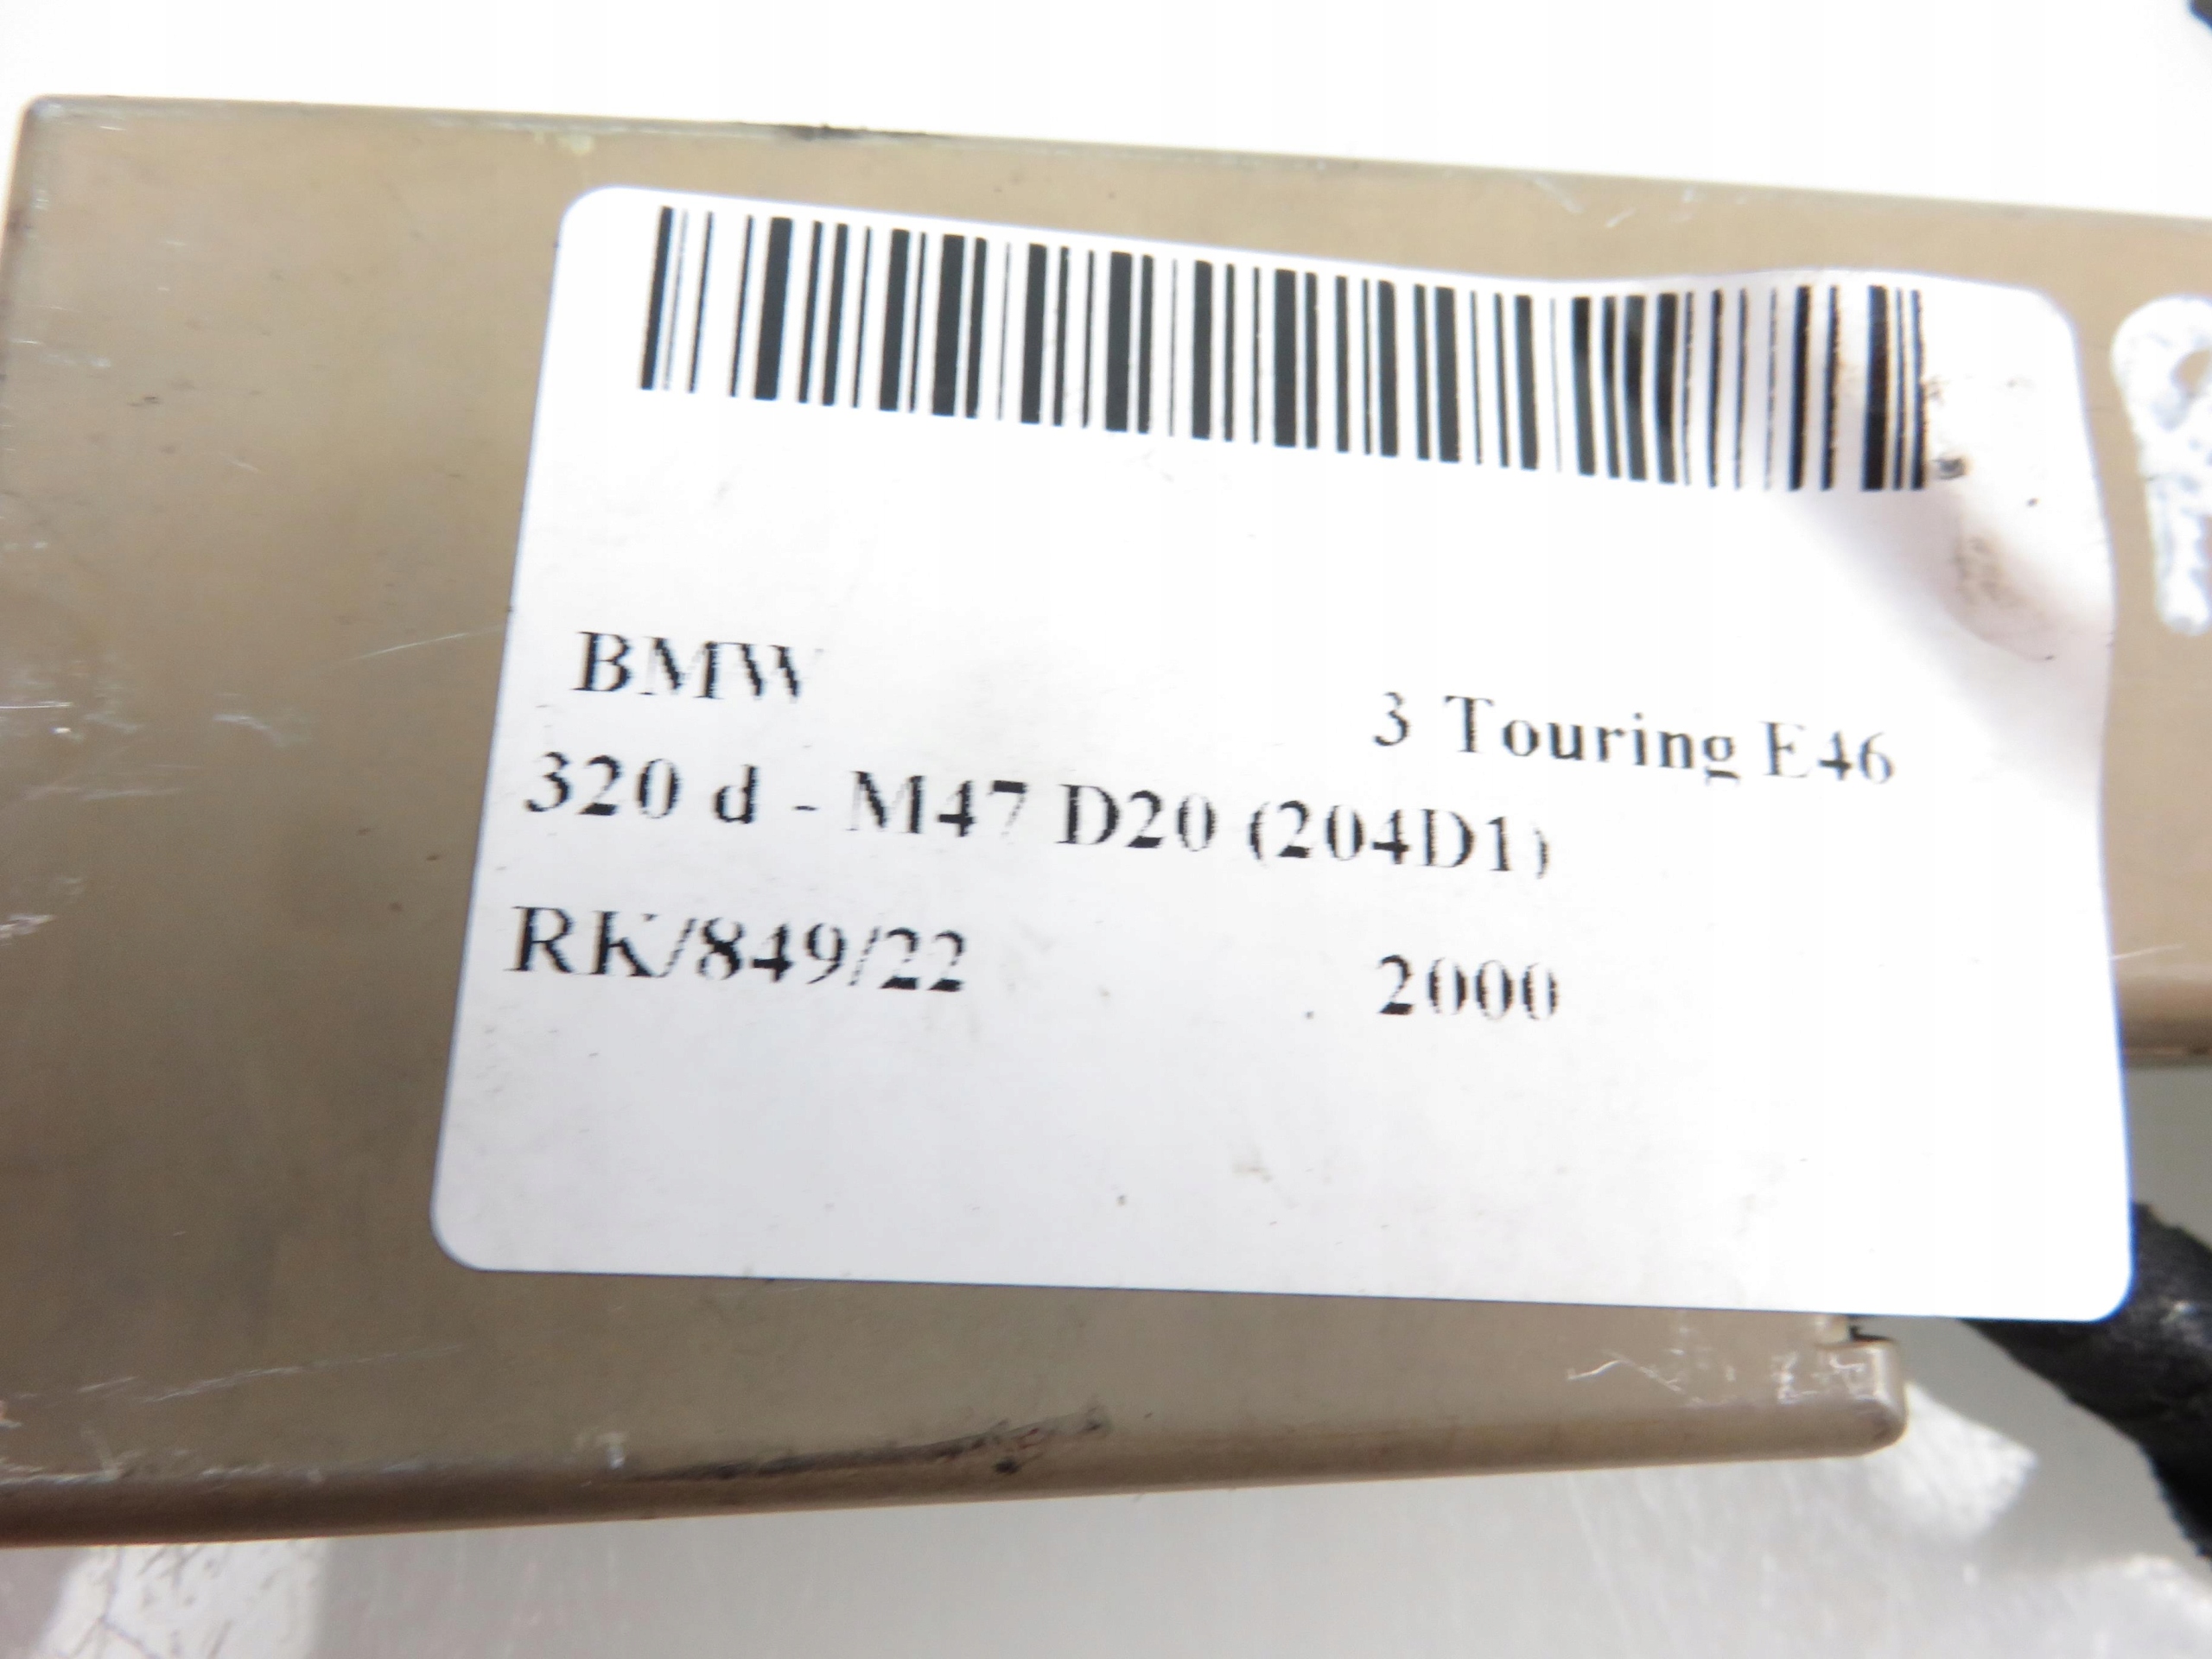 BMW 3 Touring E46
320 d - M47 D20 (204D1)
RK/849/22 2000